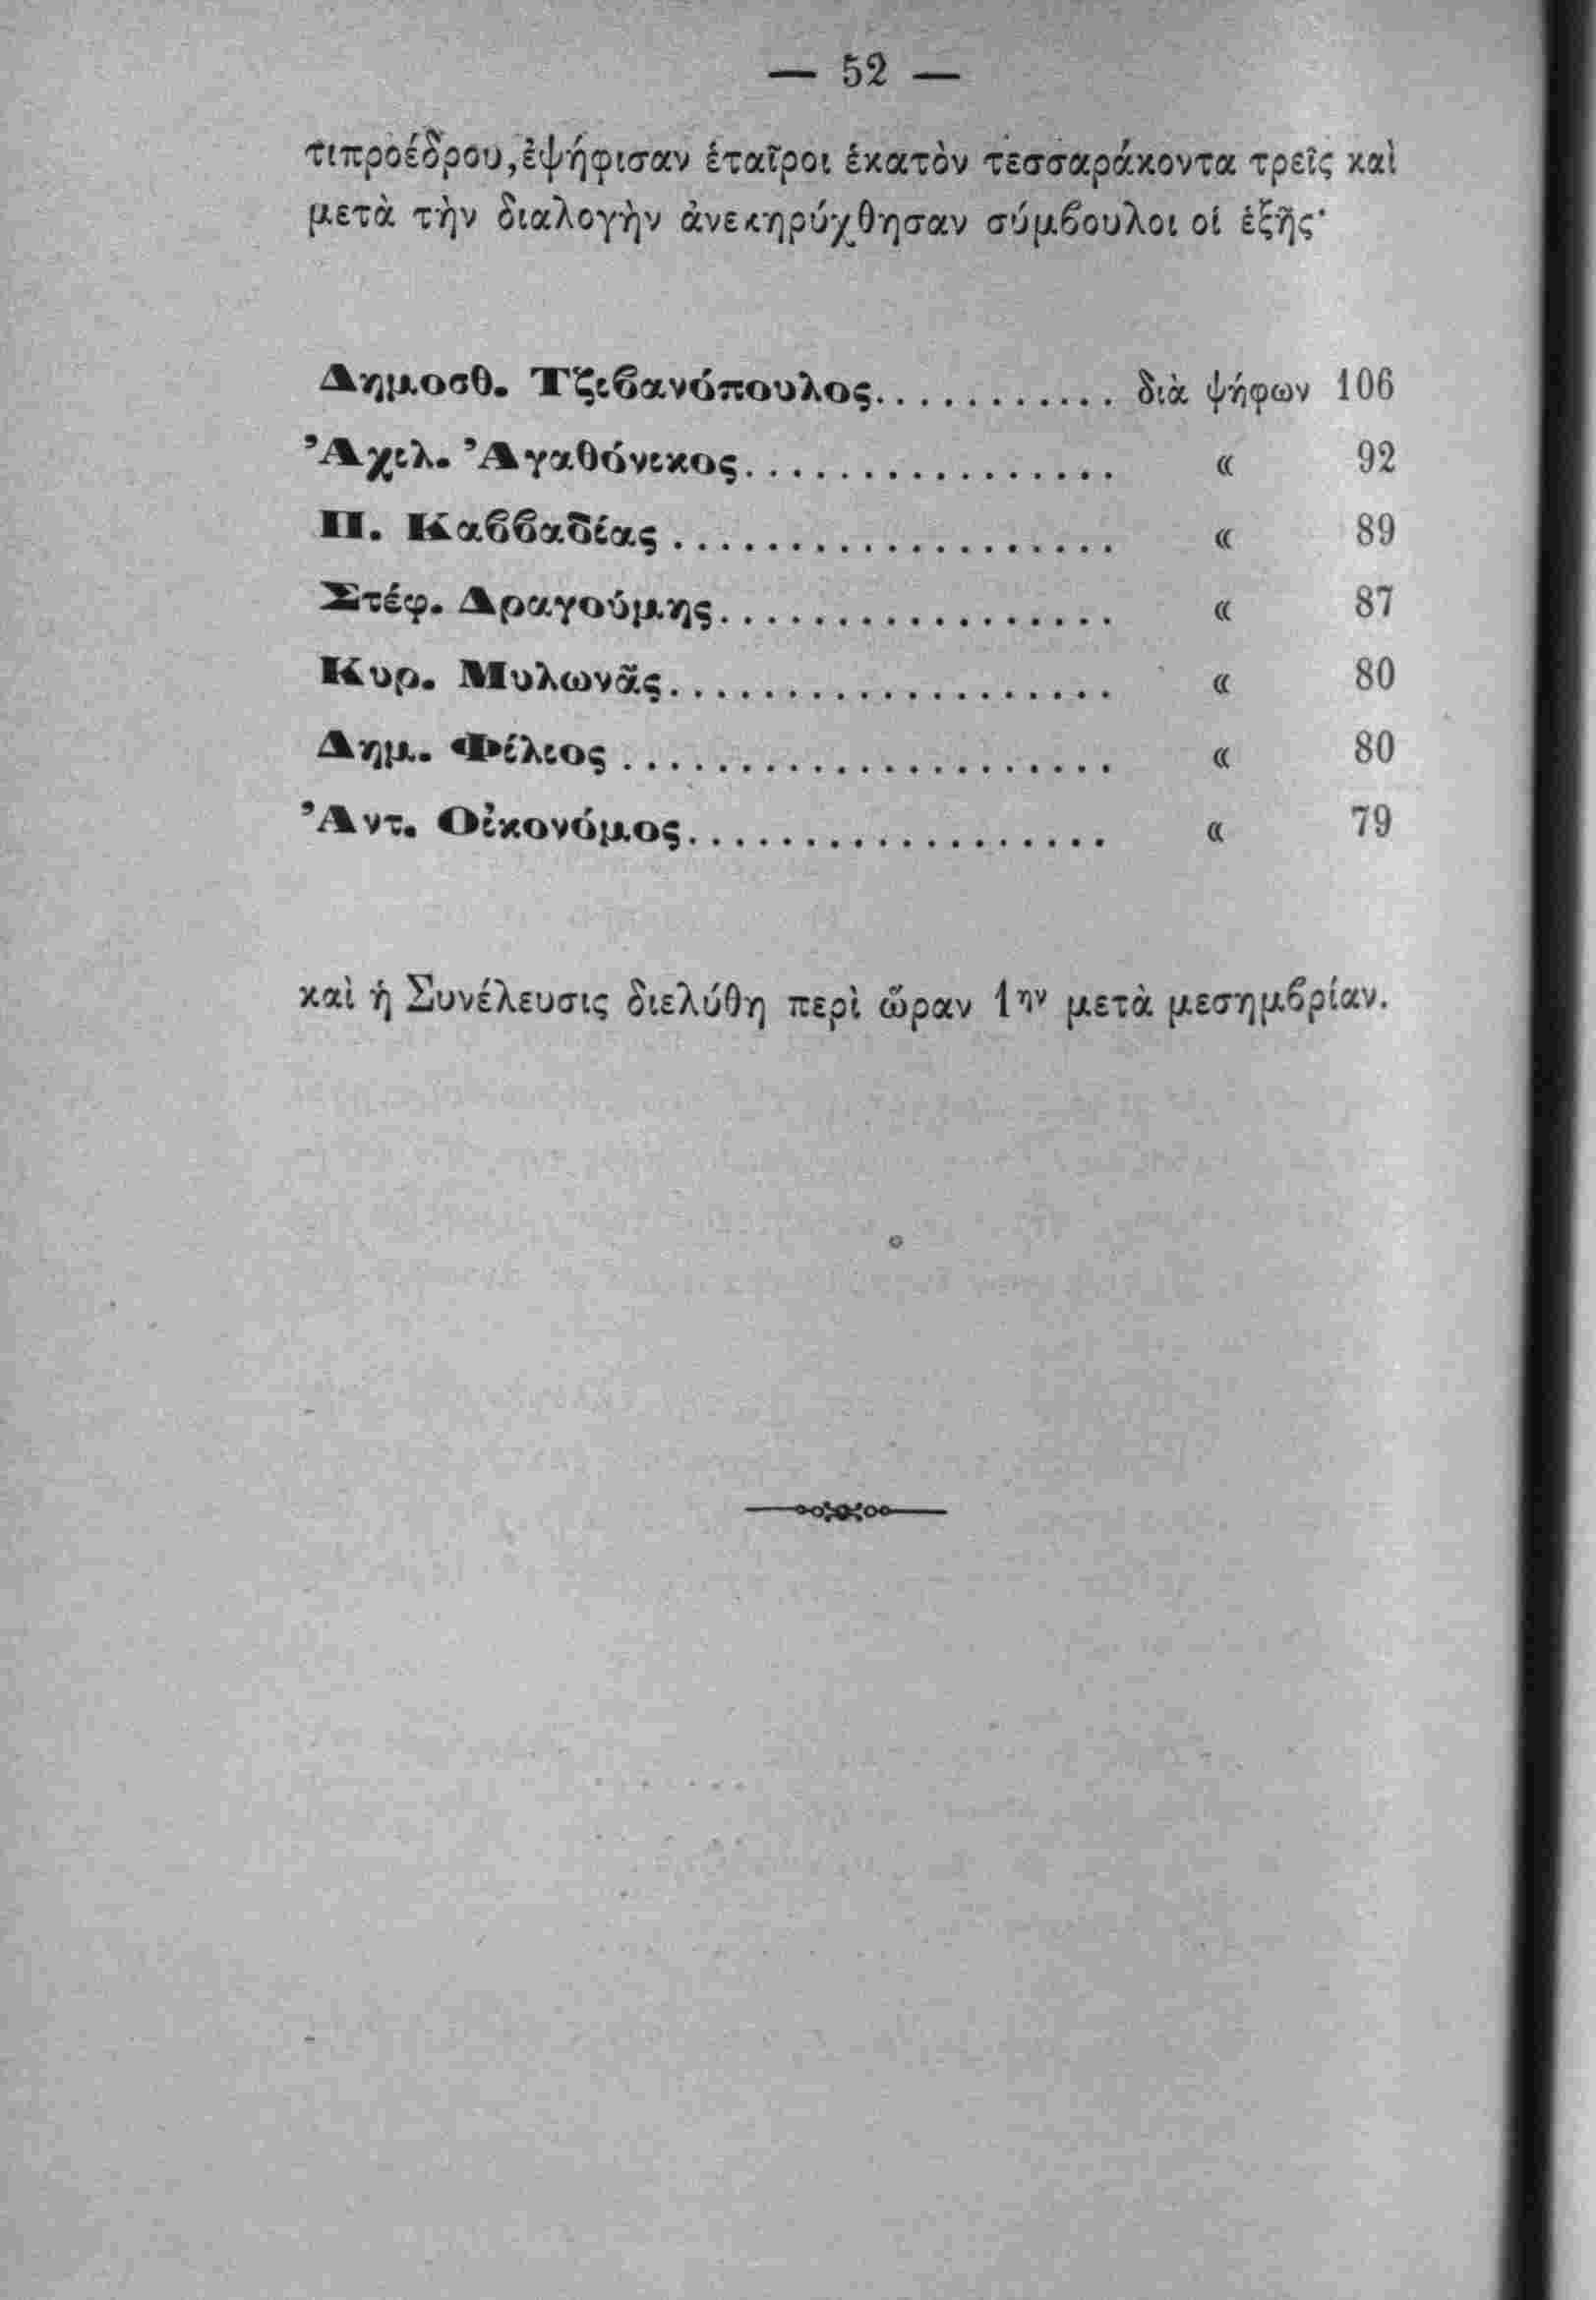 — 52 —
τιπροέδρου, ἐψήφισαν ἑταῖροι ἑκατὸν τεσσαράκοντα τρεῖς καὶ
μετὰ τὴν διαλογὴν ἀνεκηρύχθησαν σύμβουλοι οἱ ἑξῆς·
Δημοσθ. Τζιβανόπουλος........... διὰ ψήφων 106
Ἀχιλ. Ἀγαθόνικος................ « 92
Π. Καββαδίας ................... « 89
Στέφ. Δραγούμης................. « 87
Κυρ. Μυλωνᾶς................... « 80
Δημ. Φίλιος ..................... « 80
Ἀντ. Οἰκονόμος.................. « 79
καὶ ἡ Συνέλευσις διελύθη περὶ ὥραν 1ην μετὰ μεσημβρίαν.